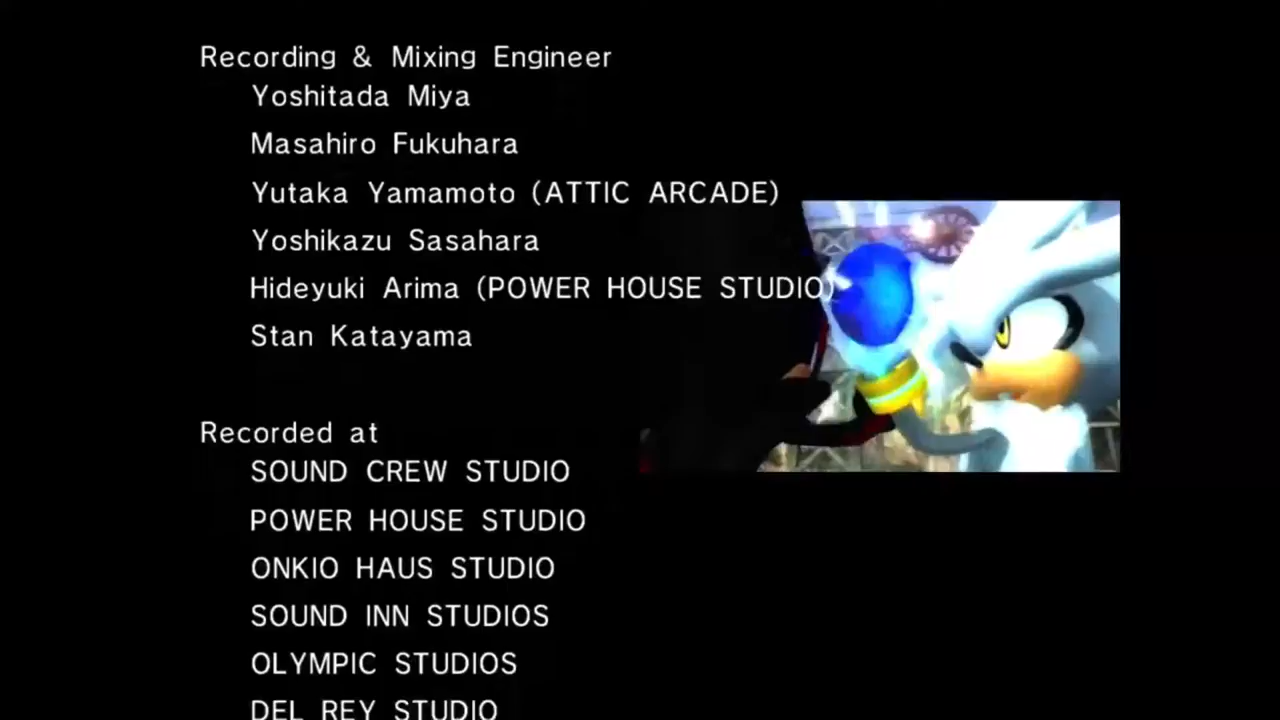 Recording & Mixing Engineer
Yoshitada Miya
Masahiro Fukuhara
Yutaka Yamamoto (ATTIC ARCADE)
Yoshikazu Sasahara
Hideyuki Arima (POWER HOUSE STUDIO)
Stan Katayama
Recorded at
SOUND CREW STUDIO
POWER HOUSE STUDIO
ONKIO HAUS STUDIO
SOUND INN STUDIOS
OLYMPIC STUDIOS
DEL REY STUDIO